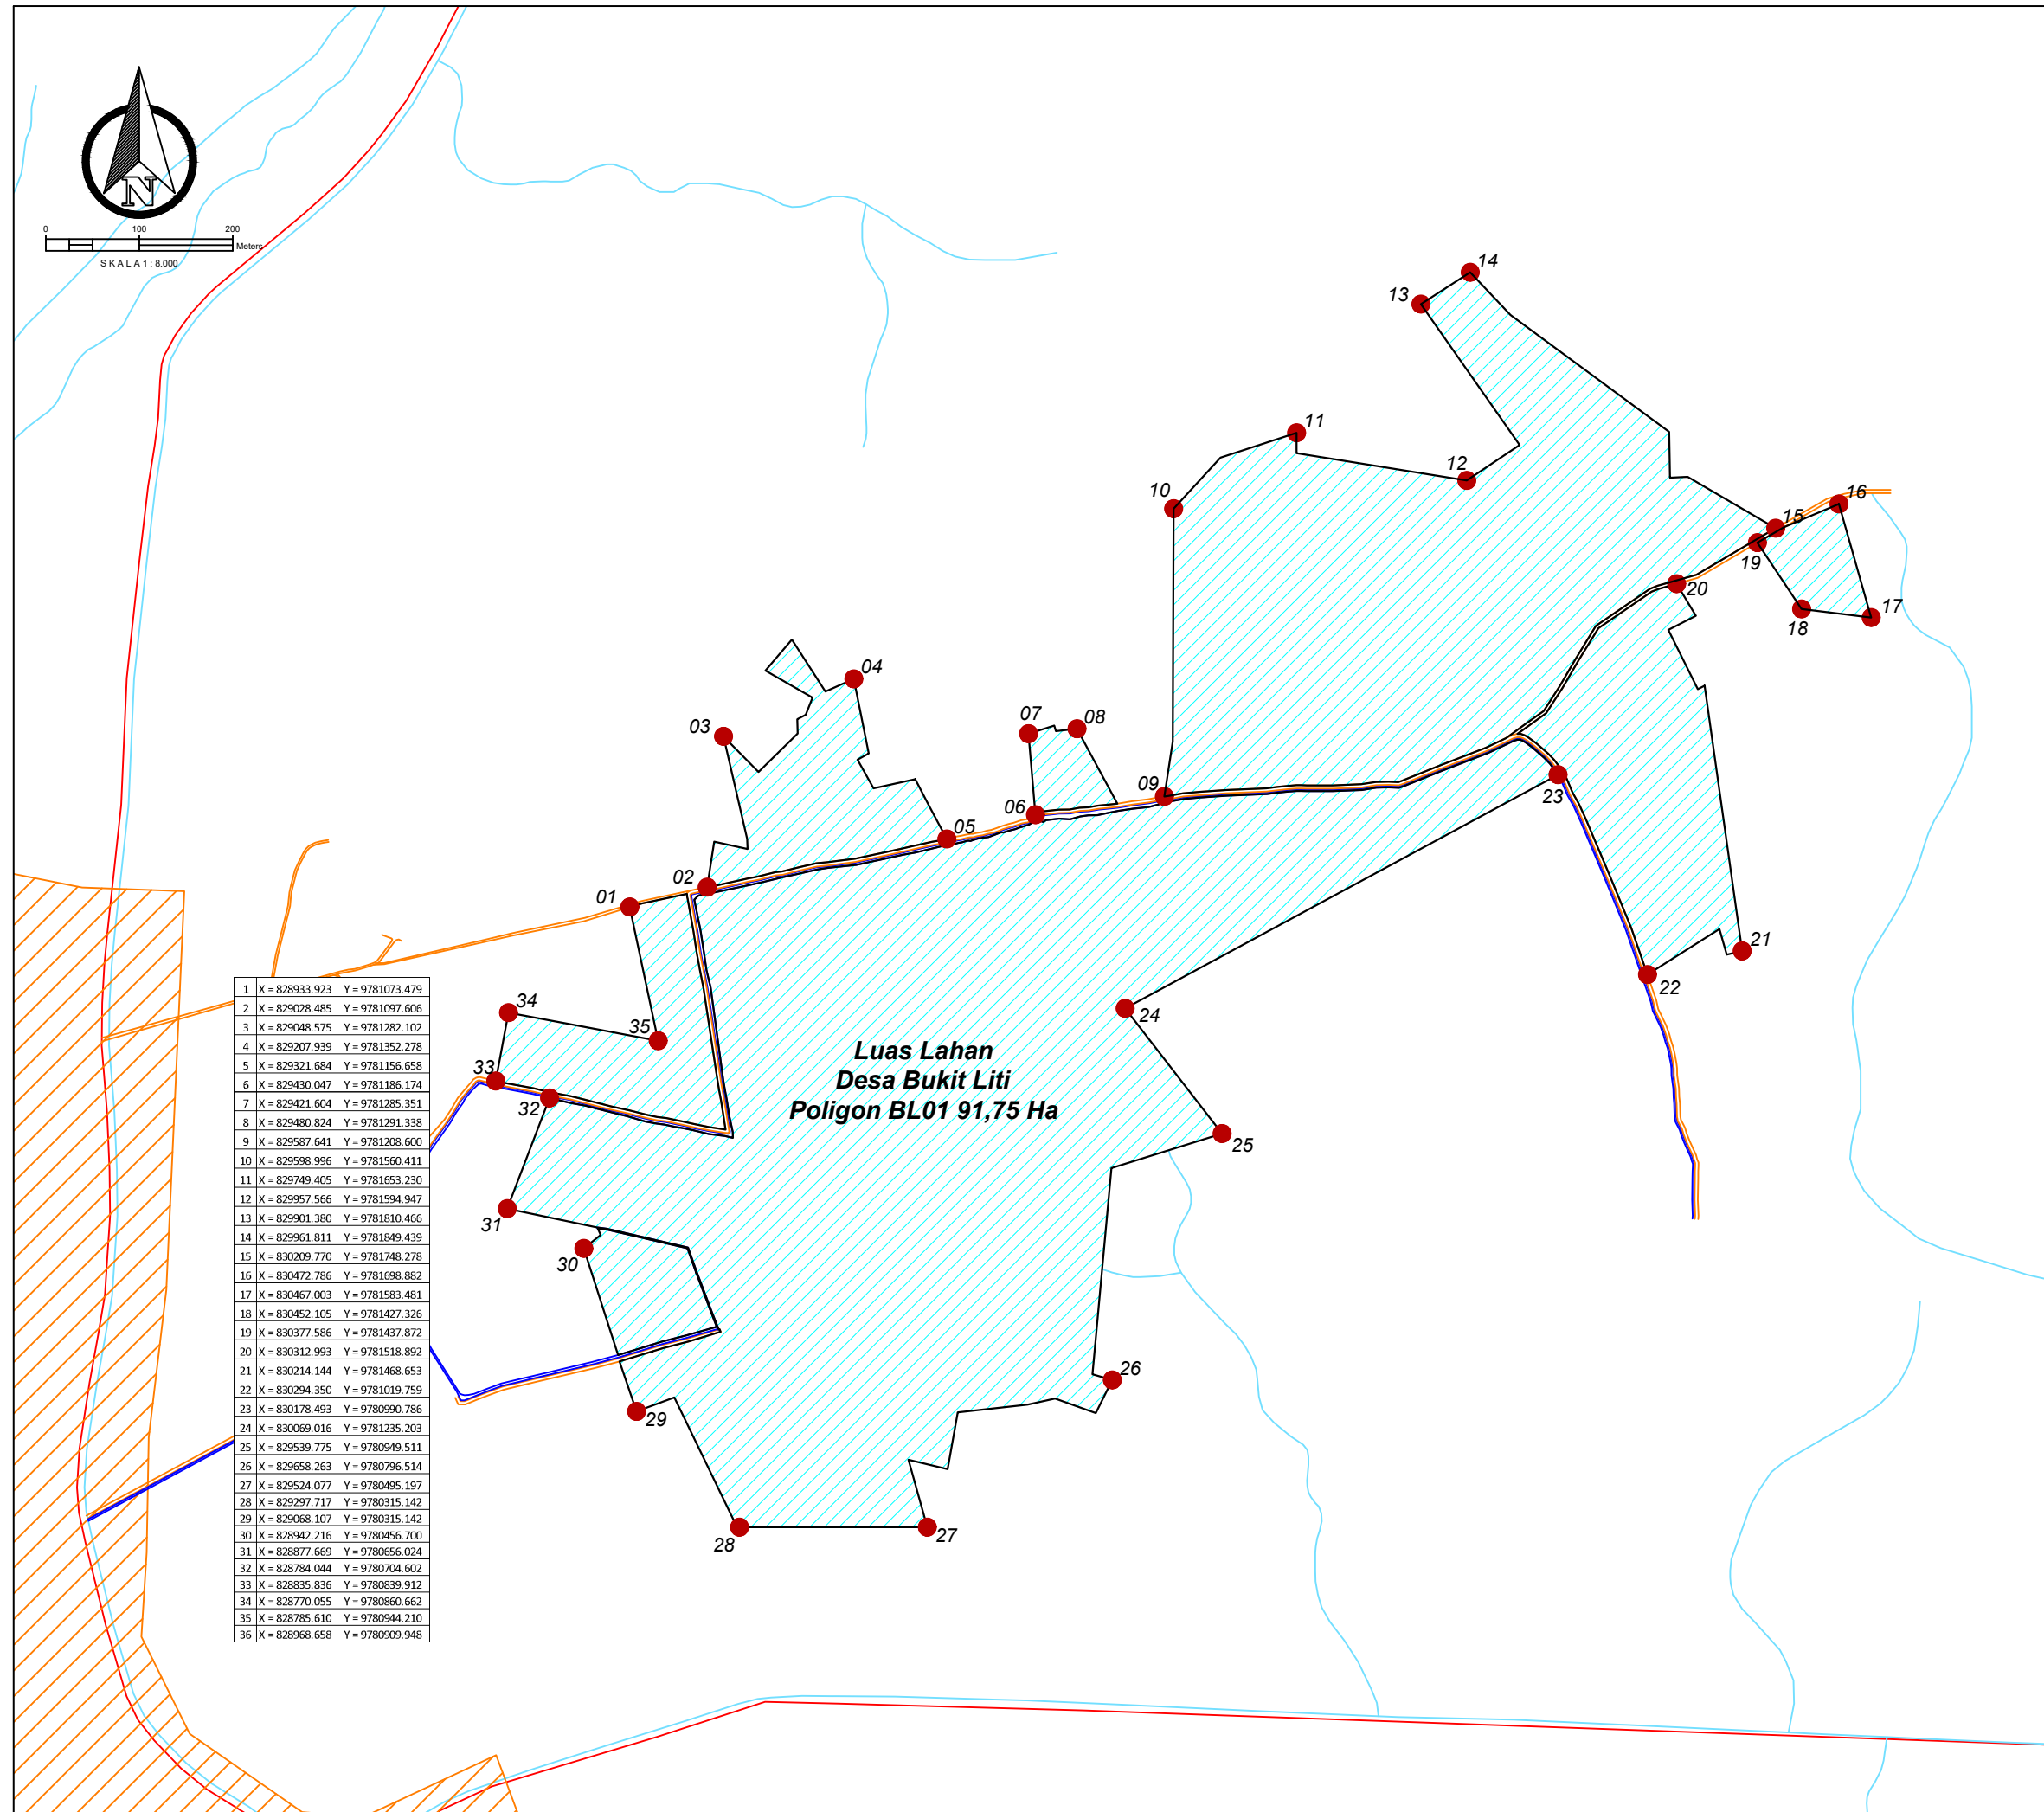 N
0 100 200
Meters
S K A L A 1 : 8.000
14
13
11
12
10
16
15
19
20
17
18
04
03
07
08
09
06
05
02
01
23
21
22
24
34
35
33
32
Luas Lahan
Desa Bukit Liti
Poligon BL01 91,75 Ha
25
31
30
26
29
28
27
1 X = 828933.923 Y = 9781073.479
2 X = 829028.485 Y = 9781097.606
3 X = 829048.575 Y = 9781282.102
4 X = 829207.939 Y = 9781352.278
5 X = 829321.684 Y = 9781156.658
6 X = 829430.047 Y = 9781186.174
7 X = 829421.604 Y = 9781285.351
8 X = 829480.824 Y = 9781291.338
9 X = 829587.641 Y = 9781208.600
10 X = 829598.996 Y = 9781560.411
11 X = 829749.405 Y = 9781653.230
12 X = 829957.566 Y = 9781594.947
13 X = 829901.380 Y = 9781810.466
14 X = 829961.811 Y = 9781849.439
15 X = 830209.770 Y = 9781748.278
16 X = 830472.786 Y = 9781698.882
17 X = 830467.003 Y = 9781583.481
18 X = 830452.105 Y = 9781427.326
19 X = 830377.586 Y = 9781437.872
20 X = 830312.993 Y = 9781518.892
21 X = 830214.144 Y = 9781468.653
22 X = 830294.350 Y = 9781019.759
23 X = 830178.493 Y = 9780990.786
24 X = 830069.016 Y = 9781235.203
25 X = 829539.775 Y = 9780949.511
26 X = 829658.263 Y = 9780796.514
27 X = 829524.077 Y = 9780495.197
28 X = 829297.717 Y = 9780315.142
29 X = 829068.107 Y = 9780315.142
30 X = 828942.216 Y = 9780456.700
31 X = 828877.669 Y = 9780656.024
32 X = 828784.044 Y = 9780704.602
33 X = 828835.836 Y = 9780839.912
34 X = 828770.055 Y = 9780860.662
35 X = 828785.610 Y = 9780944.210
36 X = 828968.658 Y = 9780909.948